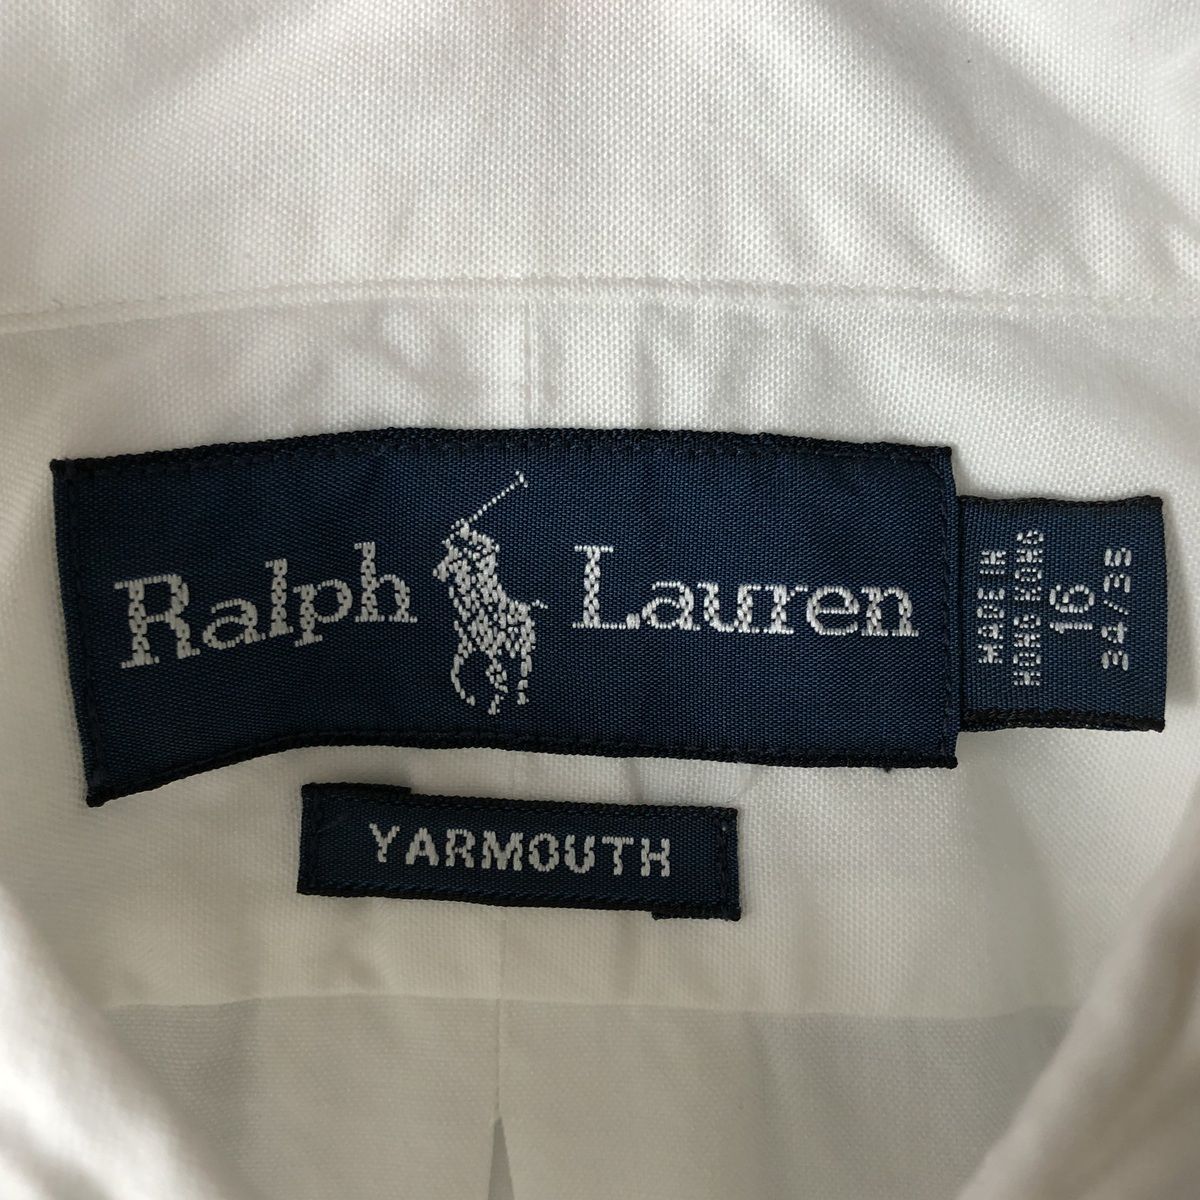 Ralph Lauren
MADE IN
HONG KONG
16
34/35
YARMOUTH